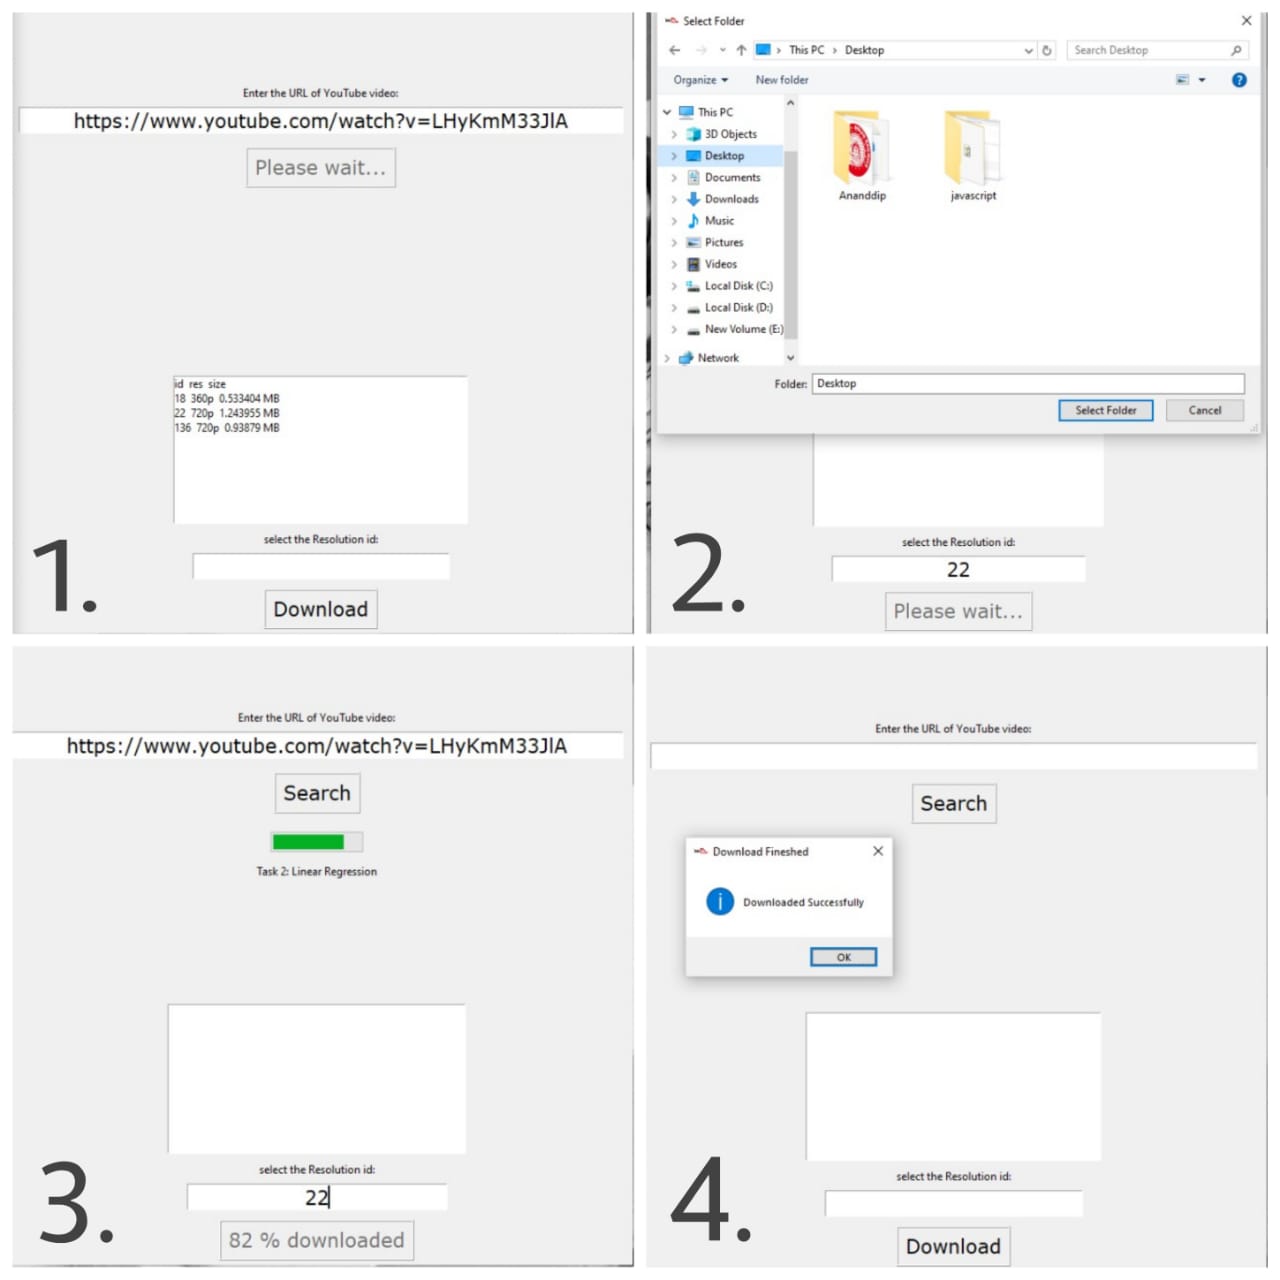 Enter the URL of YouTube video:
https://www.youtube.com/watch?v=LHyKmM33JlA
Please wait...
id res size
18 360p 0.533404 MB
22 720p 1.243955 MB
136 720p 0.93879 MB
select the Resolution id:
Download
1.
Select Folder
This PC > Desktop
Search Desktop
Organize
New folder
This PC
3D Objects
Desktop
Documents
Downloads
Music
Pictures
Videos
Local Disk (C:)
Local Disk (D:)
New Volume (E:)
Network
Ananddip
javascript
Folder: Desktop
Select Folder
Cancel
select the Resolution id:
22
Please wait...
2.
Enter the URL of YouTube video:
https://www.youtube.com/watch?v=LHyKmM33JlA
Search
Task 2: Linear Regression
select the Resolution id:
22
82 % downloaded
3.
Enter the URL of YouTube video:
Search
Download Fineshed
Downloaded Successfully
OK
select the Resolution id:
Download
4.